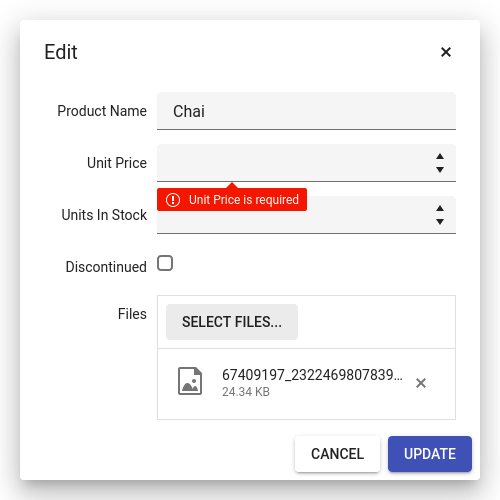 Edit
Product Name
Chai
Unit Price
Unit Price is required
Units In Stock
Discontinued
Files
SELECT FILES...
67409197_2322469807839...
24.34 KB
CANCEL
UPDATE